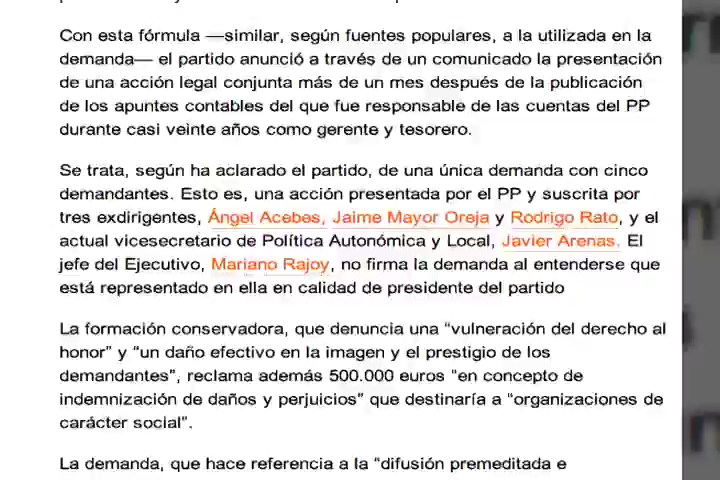 Con esta fórmula —similar, según fuentes populares, a la utilizada en la
demanda— el partido anunció a través de un comunicado la presentación
de una acción legal conjunta más de un mes después de la publicación
de los apuntes contables del que fue responsable de las cuentas del PP
durante casi veinte años como gerente y tesorero.
Se trata, según ha aclarado el partido, de una única demanda con cinco
demandantes. Esto es, una acción presentada por el PP y suscrita por
tres exdirigentes, Ángel Acebes, Jaime Mayor Oreja y Rodrigo Rato, y el
actual vicesecretario de Política Autonómica y Local, Javier Arenas. El
jefe del Ejecutivo, Mariano Rajoy, no firma la demanda al entenderse que
está representado en ella en calidad de presidente del partido
La formación conservadora, que denuncia una “vulneración del derecho al
honor” y “un daño efectivo en la imagen y el prestigio de los
demandantes”, reclama además 500.000 euros “en concepto de
indemnización de daños y perjuicios” que destinaría a “organizaciones de
carácter social”.
La demanda, que hace referencia a la “difusión premeditada e